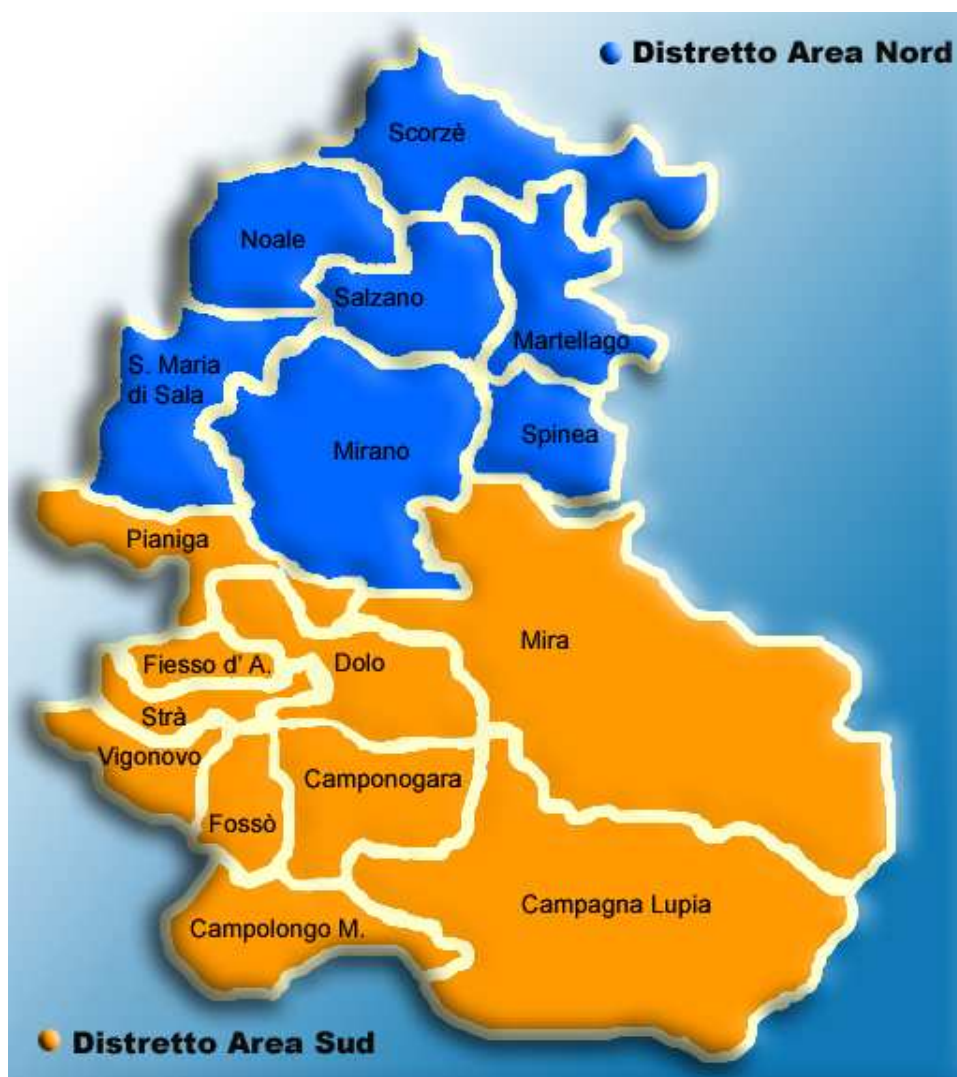 Distretto Area Nord
Scorzè
Noale
Salzano
Martellago
S. Maria
di Sala
Spinea
Mirano
Pianiga
Mira
Fiesso d' A.
Dolo
Strà
Vigonovo
Camponogara
Fossò
Campagna Lupia
Campolongo M.
Distretto Area Sud